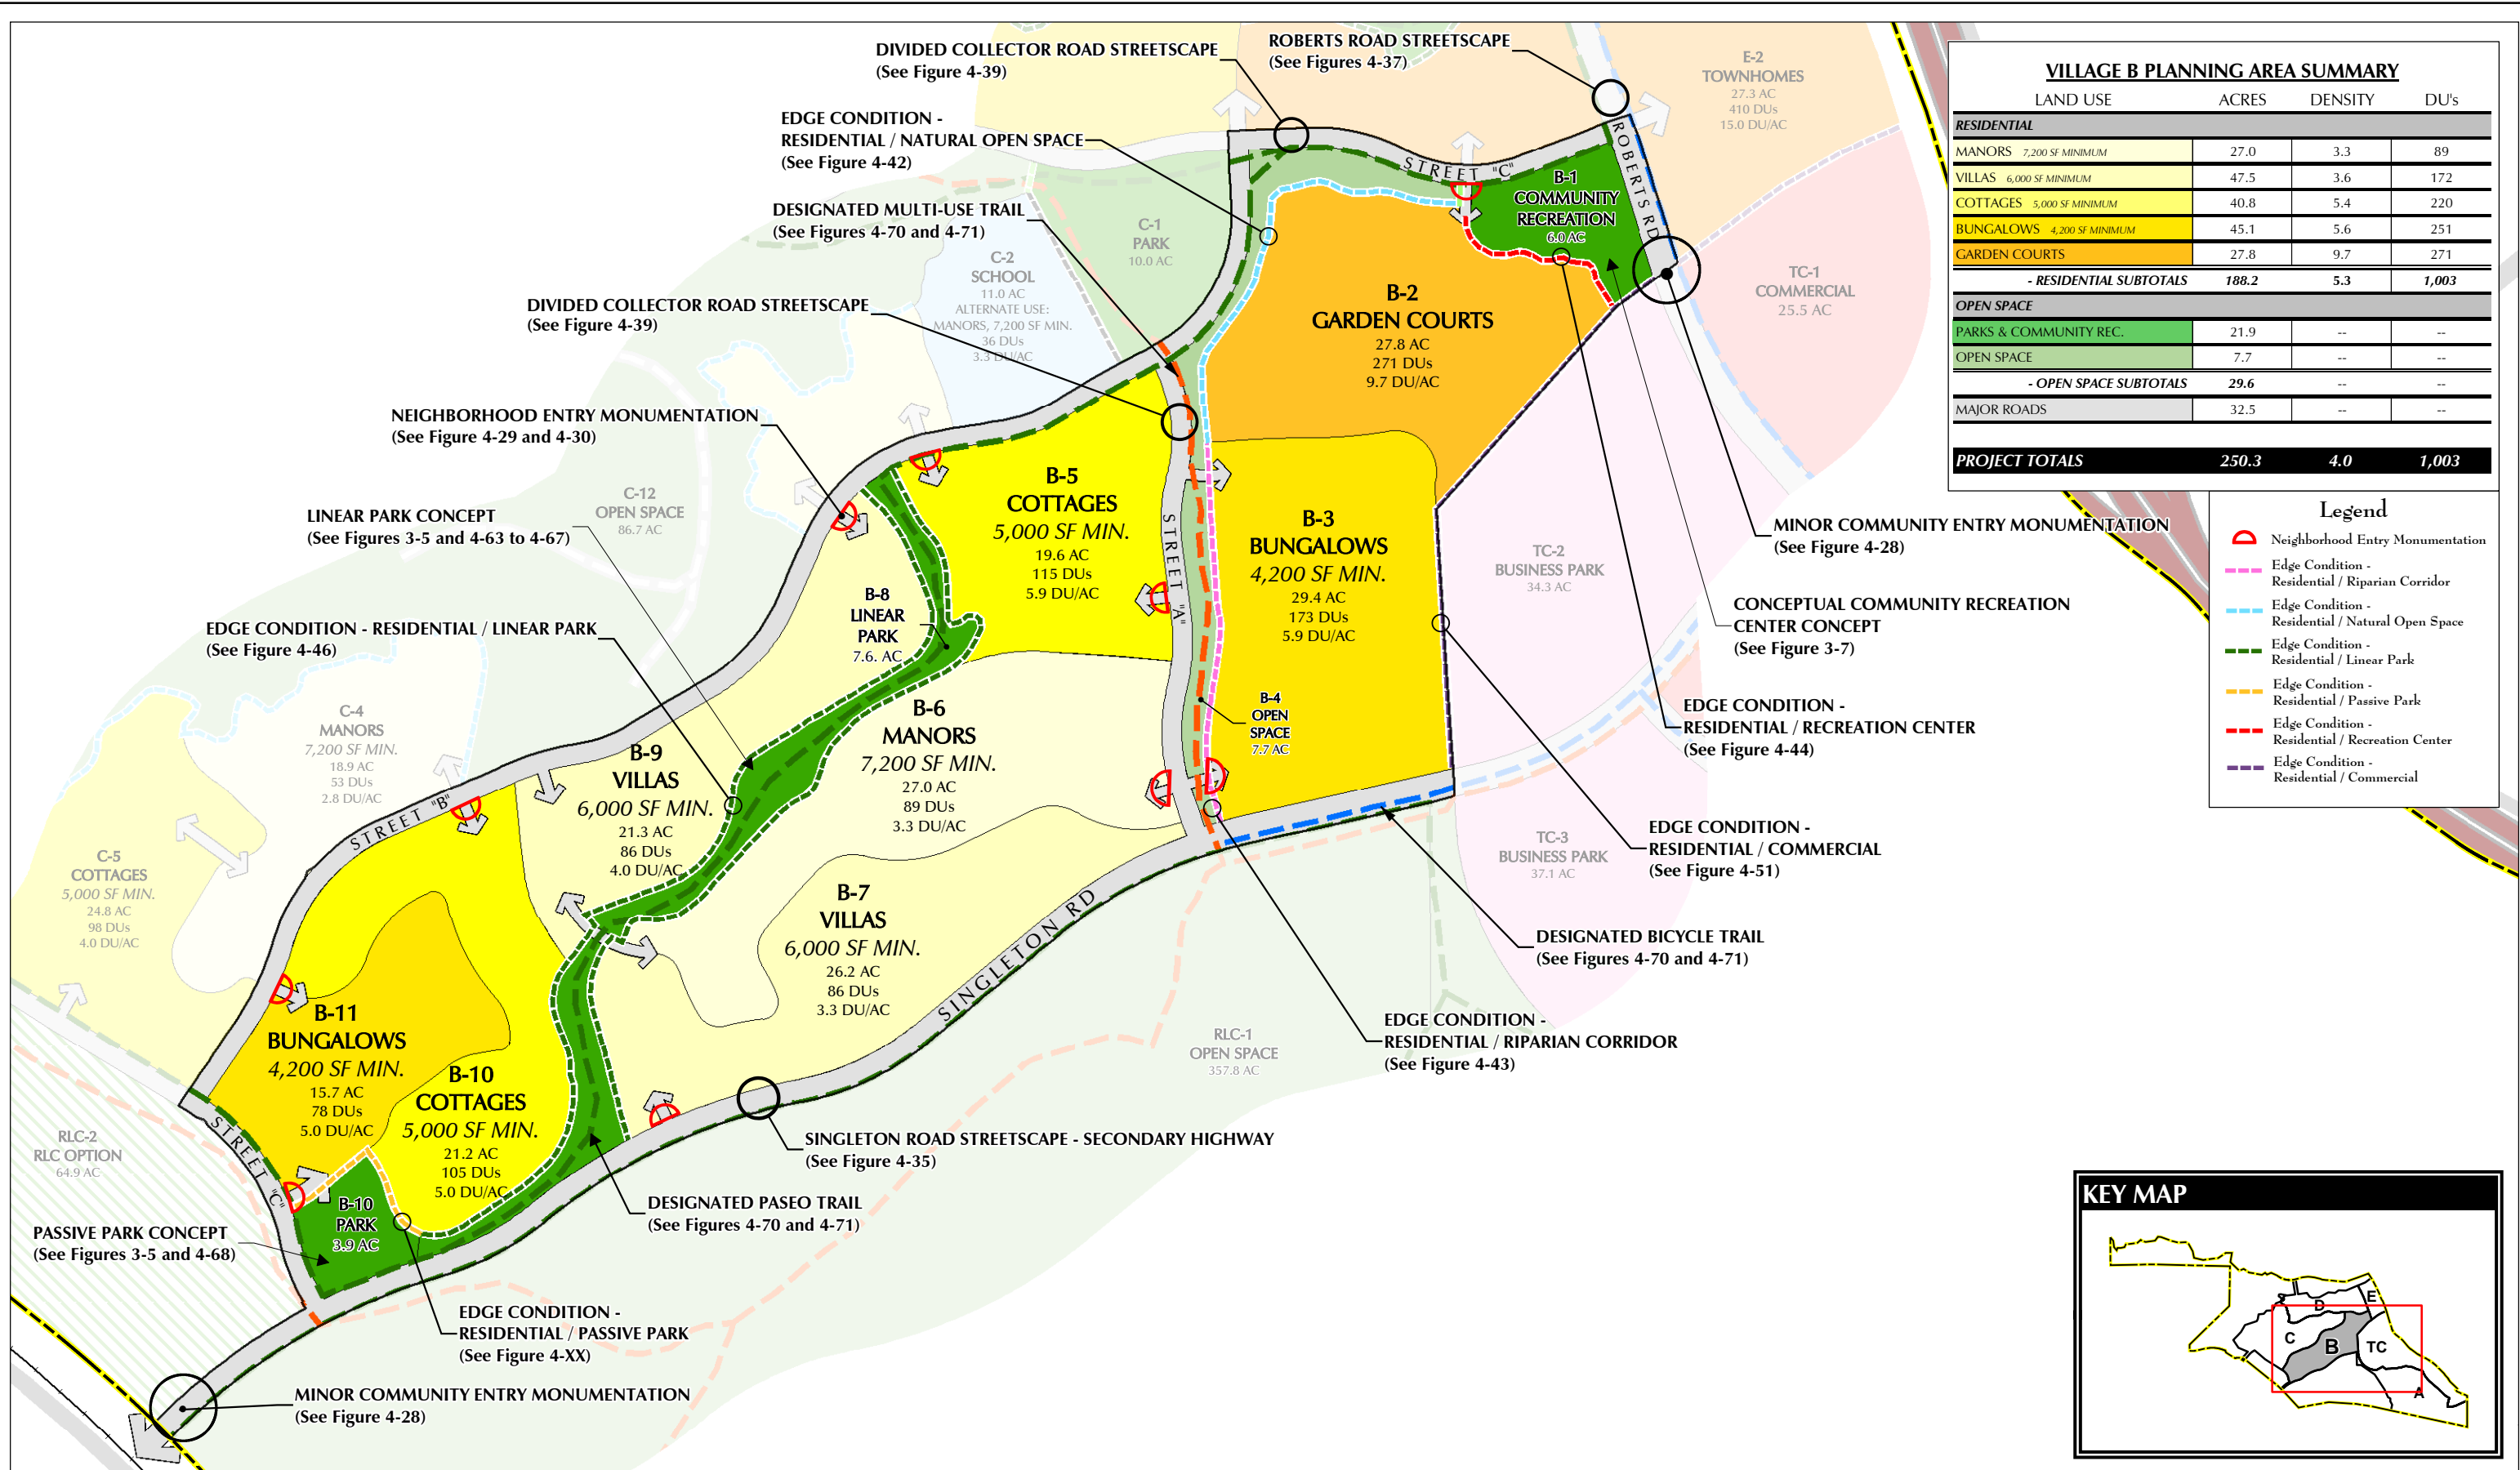 DIVIDED COLLECTOR ROAD STREETSCAPE
(See Figure 4-39)
ROBERTS ROAD STREETSCAPE
(See Figures 4-37)
E-2
TOWNHOMES
27.3 AC
410 DUs
15.0 DU/AC
EDGE CONDITION -
RESIDENTIAL / NATURAL OPEN SPACE
(See Figure 4-42)
DESIGNATED MULTI-USE TRAIL
(See Figures 4-70 and 4-71)
DIVIDED COLLECTOR ROAD STREETSCAPE
(See Figure 4-39)
NEIGHBORHOOD ENTRY MONUMENTATION
(See Figure 4-29 and 4-30)
LINEAR PARK CONCEPT
(See Figures 3-5 and 4-63 to 4-67)
EDGE CONDITION - RESIDENTIAL / LINEAR PARK
(See Figure 4-46)
C-1
PARK
10.0 AC
C-2
SCHOOL
11.0 AC
ALTERNATE USE:
MANORS, 7,200 SF MIN.
36 DUs
3.3 DU/AC
C-12
OPEN SPACE
86.7 AC
C-4
MANORS
7,200 SF MIN.
18.9 AC
53 DUs
2.8 DU/AC
C-5
COTTAGES
5,000 SF MIN.
24.8 AC
98 DUs
4.0 DU/AC
STREET "C"
ROBERTS RD
B-1
COMMUNITY
RECREATION
6.0 AC
B-2
GARDEN COURTS
27.8 AC
271 DUs
9.7 DU/AC
TC-1
COMMERCIAL
25.5 AC
B-5
COTTAGES
5,000 SF MIN.
19.6 AC
115 DUs
5.9 DU/AC
STREET "A"
B-3
BUNGALOWS
4,200 SF MIN.
29.4 AC
173 DUs
5.9 DU/AC
TC-2
BUSINESS PARK
34.3 AC
B-8
LINEAR
PARK
7.6. AC
B-4
OPEN
SPACE
7.7 AC
B-6
MANORS
7,200 SF MIN.
27.0 AC
89 DUs
3.3 DU/AC
B-9
VILLAS
6,000 SF MIN.
21.3 AC
86 DUs
4.0 DU/AC
STREET "B"
TC-3
BUSINESS PARK
37.1 AC
B-7
VILLAS
6,000 SF MIN.
26.2 AC
86 DUs
3.3 DU/AC
SINGLETON RD
B-11
BUNGALOWS
4,200 SF MIN.
15.7 AC
78 DUs
5.0 DU/AC
B-10
COTTAGES
5,000 SF MIN.
21.2 AC
105 DUs
5.0 DU/AC
RLC-1
OPEN SPACE
357.8 AC
RLC-2
RLC OPTION
64.9 AC
STREET "C"
B-10
PARK
3.9 AC
PASSIVE PARK CONCEPT
(See Figures 3-5 and 4-68)
MINOR COMMUNITY ENTRY MONUMENTATION
(See Figure 4-28)
CONCEPTUAL COMMUNITY RECREATION
CENTER CONCEPT
(See Figure 3-7)
EDGE CONDITION -
RESIDENTIAL / RECREATION CENTER
(See Figure 4-44)
EDGE CONDITION -
RESIDENTIAL / COMMERCIAL
(See Figure 4-51)
DESIGNATED BICYCLE TRAIL
(See Figures 4-70 and 4-71)
EDGE CONDITION -
RESIDENTIAL / RIPARIAN CORRIDOR
(See Figure 4-43)
SINGLETON ROAD STREETSCAPE - SECONDARY HIGHWAY
(See Figure 4-35)
DESIGNATED PASEO TRAIL
(See Figures 4-70 and 4-71)
EDGE CONDITION -
RESIDENTIAL / PASSIVE PARK
(See Figure 4-XX)
MINOR COMMUNITY ENTRY MONUMENTATION
(See Figure 4-28)
VILLAGE B PLANNING AREA SUMMARY
LAND USE ACRES DENSITY DU's
RESIDENTIAL
MANORS 7,200 SF MINIMUM 27.0 3.3 89
VILLAS 6,000 SF MINIMUM 47.5 3.6 172
COTTAGES 5,000 SF MINIMUM 40.8 5.4 220
BUNGALOWS 4,200 SF MINIMUM 45.1 5.6 251
GARDEN COURTS 27.8 9.7 271
- RESIDENTIAL SUBTOTALS 188.2 5.3 1,003
OPEN SPACE
PARKS & COMMUNITY REC. 21.9 -- --
OPEN SPACE 7.7 -- --
- OPEN SPACE SUBTOTALS 29.6 -- --
MAJOR ROADS 32.5 -- --
PROJECT TOTALS 250.3 4.0 1,003
Legend
Neighborhood Entry Monumentation
Edge Condition -
Residential / Riparian Corridor
Edge Condition -
Residential / Natural Open Space
Edge Condition -
Residential / Linear Park
Edge Condition -
Residential / Passive Park
Edge Condition -
Residential / Recreation Center
Edge Condition -
Residential / Commercial
KEY MAP
D
E
C
B
TC
A